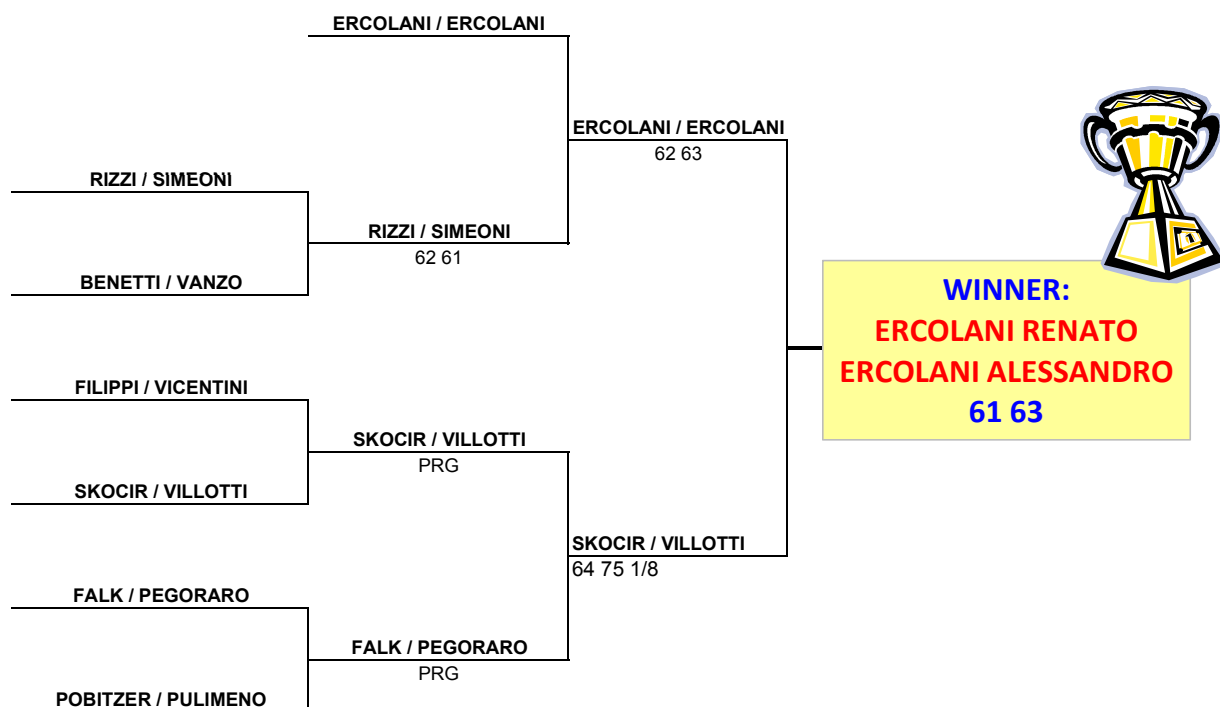 ERCOLANI / ERCOLANI
ERCOLANI / ERCOLANI
62 63
RIZZI / SIMEONI
RIZZI / SIMEONI
62 61
BENETTI / VANZO
WINNER:
ERCOLANI RENATO
ERCOLANI ALESSANDRO
61 63
FILIPPI / VICENTINI
SKOCIR / VILLOTTI
PRG
SKOCIR / VILLOTTI
SKOCIR / VILLOTTI
64 75 1/8
FALK / PEGORARO
FALK / PEGORARO
PRG
POBITZER / PULIMENO
1